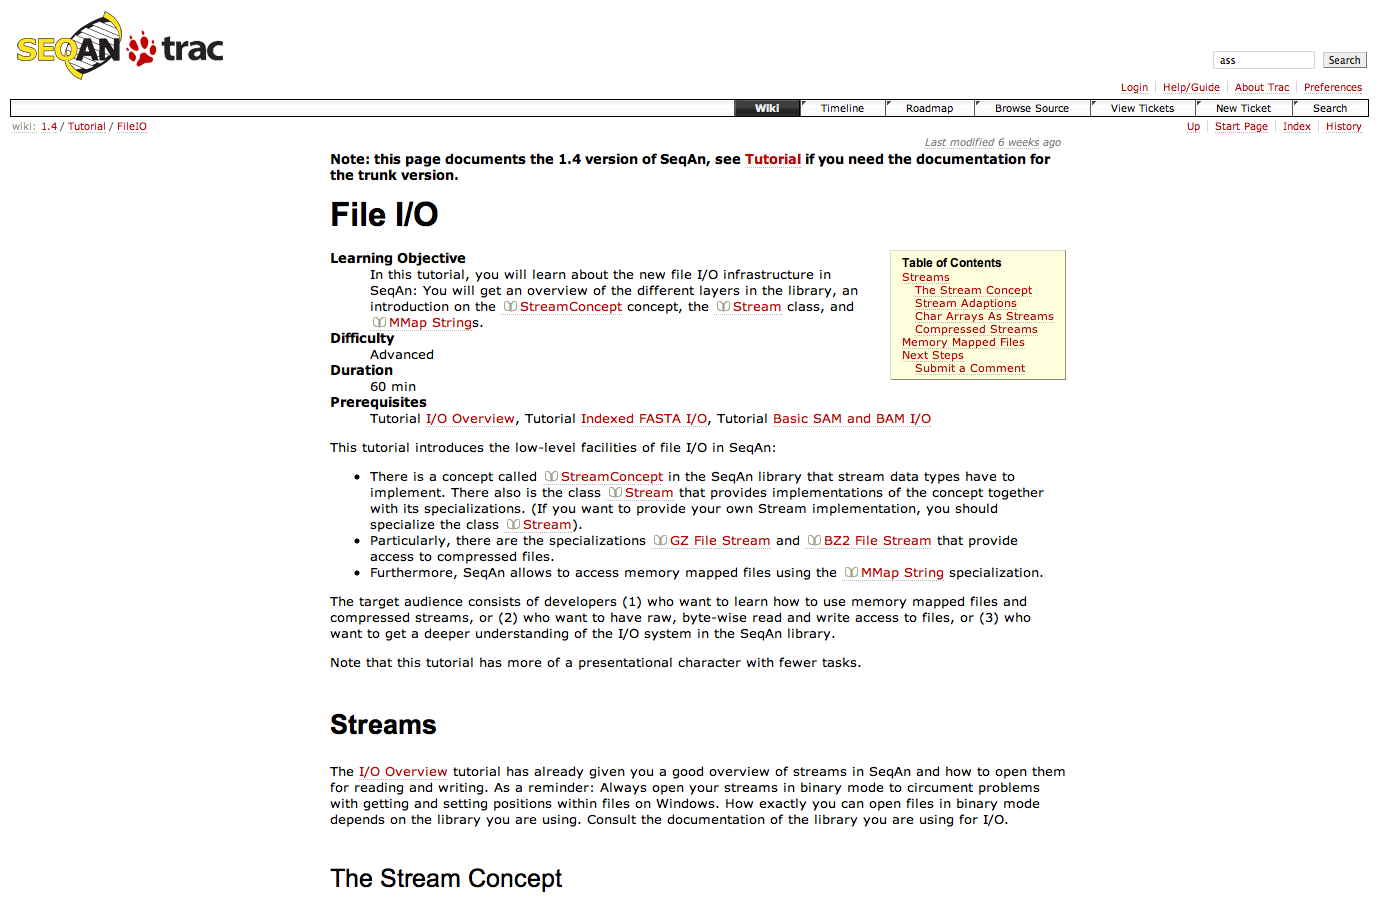 SEQAN trac
ass
Search
Login Help/Guide About Trac Preferences
Wiki Timeline Roadmap Browse Source View Tickets New Ticket Search
wiki: 1.4 / Tutorial / FileIO
Up Start Page Index History
Last modified 6 weeks ago
Note: this page documents the 1.4 version of SeqAn, see Tutorial if you need the documentation for
the trunk version.
File I/O
Learning Objective
In this tutorial, you will learn about the new file I/O infrastructure in
SeqAn: You will get an overview of the different layers in the library, an
introduction on the StreamConcept concept, the Stream class, and
MMap Strings.
Difficulty
Advanced
Duration
60 min
Prerequisites
Tutorial I/O Overview, Tutorial Indexed FASTA I/O, Tutorial Basic SAM and BAM I/O
Table of Contents
Streams
The Stream Concept
Stream Adaptions
Char Arrays As Streams
Compressed Streams
Memory Mapped Files
Next Steps
Submit a Comment
This tutorial introduces the low-level facilities of file I/O in SeqAn:
• There is a concept called StreamConcept in the SeqAn library that stream data types have to
implement. There also is the class Stream that provides implementations of the concept together
with its specializations. (If you want to provide your own Stream implementation, you should
specialize the class Stream).
• Particularly, there are the specializations GZ File Stream and BZ2 File Stream that provide
access to compressed files.
• Furthermore, SeqAn allows to access memory mapped files using the MMap String specialization.
The target audience consists of developers (1) who want to learn how to use memory mapped files and
compressed streams, or (2) who want to have raw, byte-wise read and write access to files, or (3) who
want to get a deeper understanding of the I/O system in the SeqAn library.
Note that this tutorial has more of a presentational character with fewer tasks.
Streams
The I/O Overview tutorial has already given you a good overview of streams in SeqAn and how to open them
for reading and writing. As a reminder: Always open your streams in binary mode to circument problems
with getting and setting positions within files on Windows. How exactly you can open files in binary mode
depends on the library you are using. Consult the documentation of the library you are using for I/O.
The Stream Concept